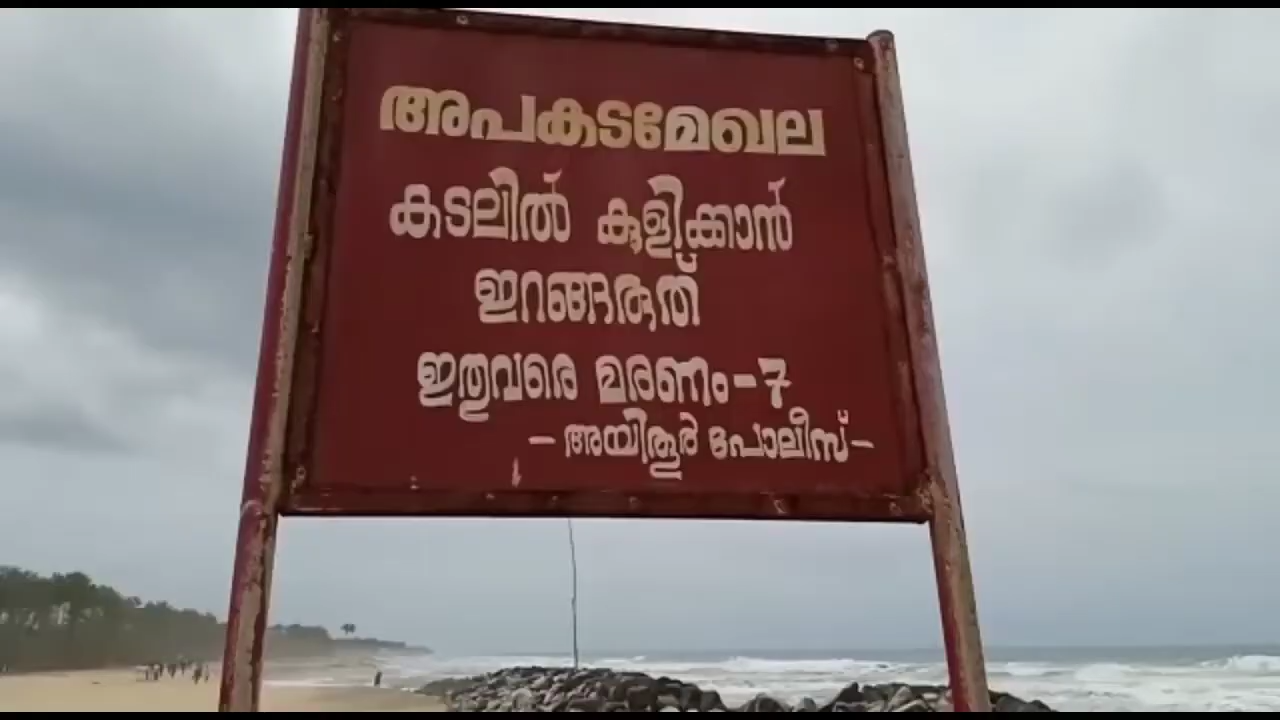 അപകടമേഖല
കടലിൽ കുളിക്കാൻ
ഇറങ്ങരുത്
ഇതുവരെ മരണം-7
- അയിരൂർ പോലീസ് -